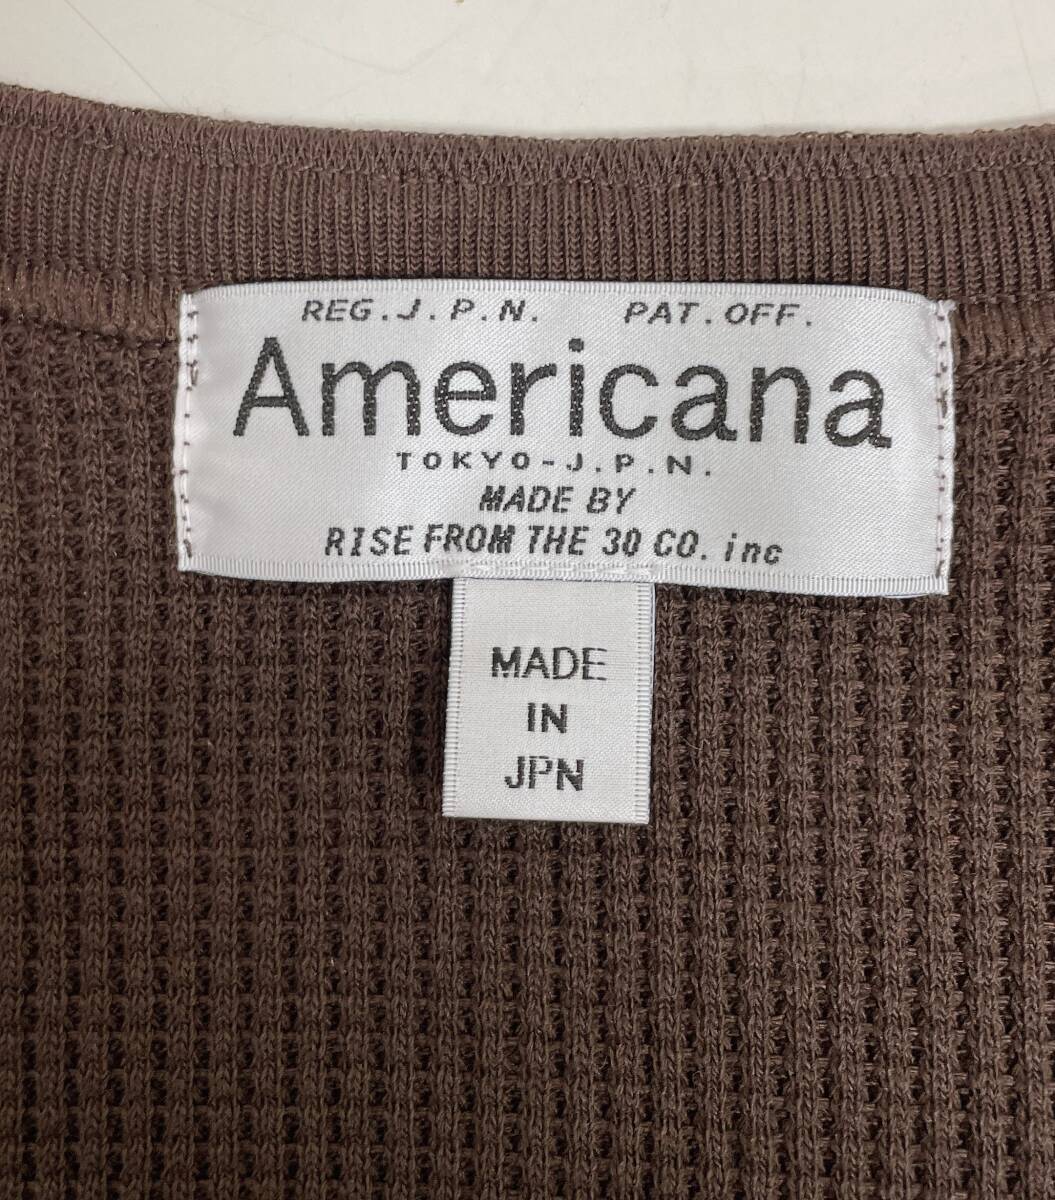 REG.J.P.N. PAT.OFF.
Americana
TOKYO-J.P.N.
MADE BY
RISE FROM THE 30 CO. inc
MADE
IN
JPN